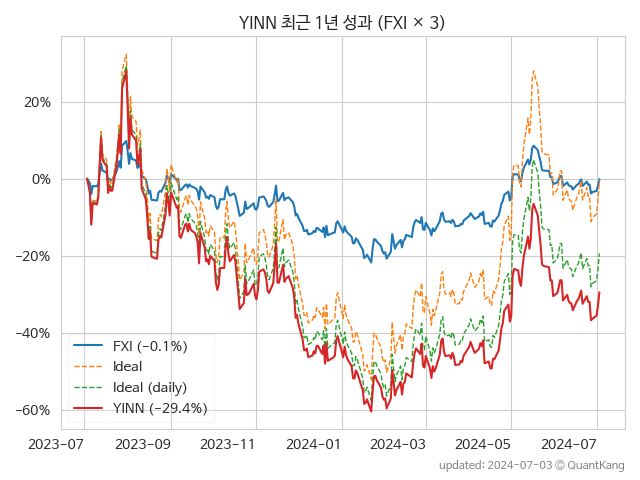 YINN 최근 1년 성과 (FXI × 3)
20%
0%
−20%
−40%
−60%
FXI (−0.1%)
Ideal
Ideal (daily)
YINN (−29.4%)
2023-07 2023-09 2023-11 2024-01 2024-03 2024-05 2024-07
updated: 2024-07-03 © QuantKang